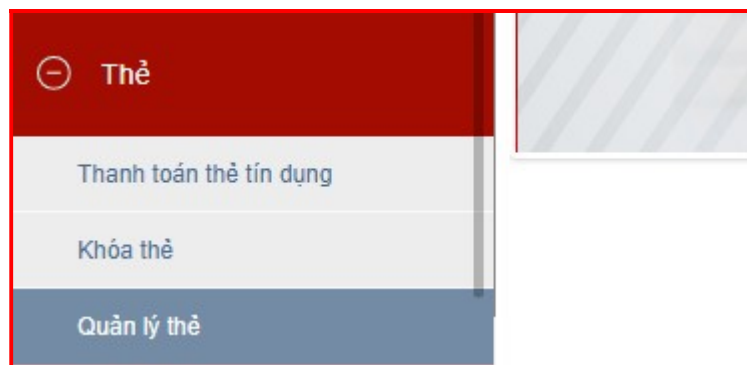 Thẻ
Thanh toán thẻ tín dụng
Khóa thẻ
Quản lý thẻ